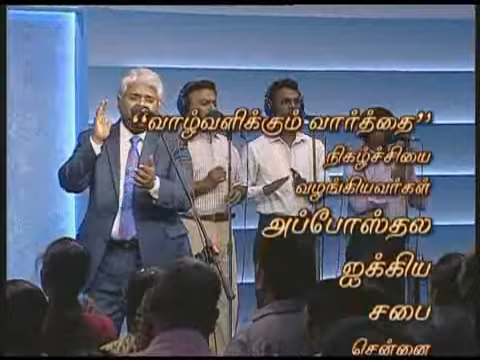 “வாழ்வளிக்கும் வார்த்தை”
நிகழ்ச்சியை
வழங்கியவர்கள்
அப்போஸ்தல
ஐக்கிய
சபை
சென்னை